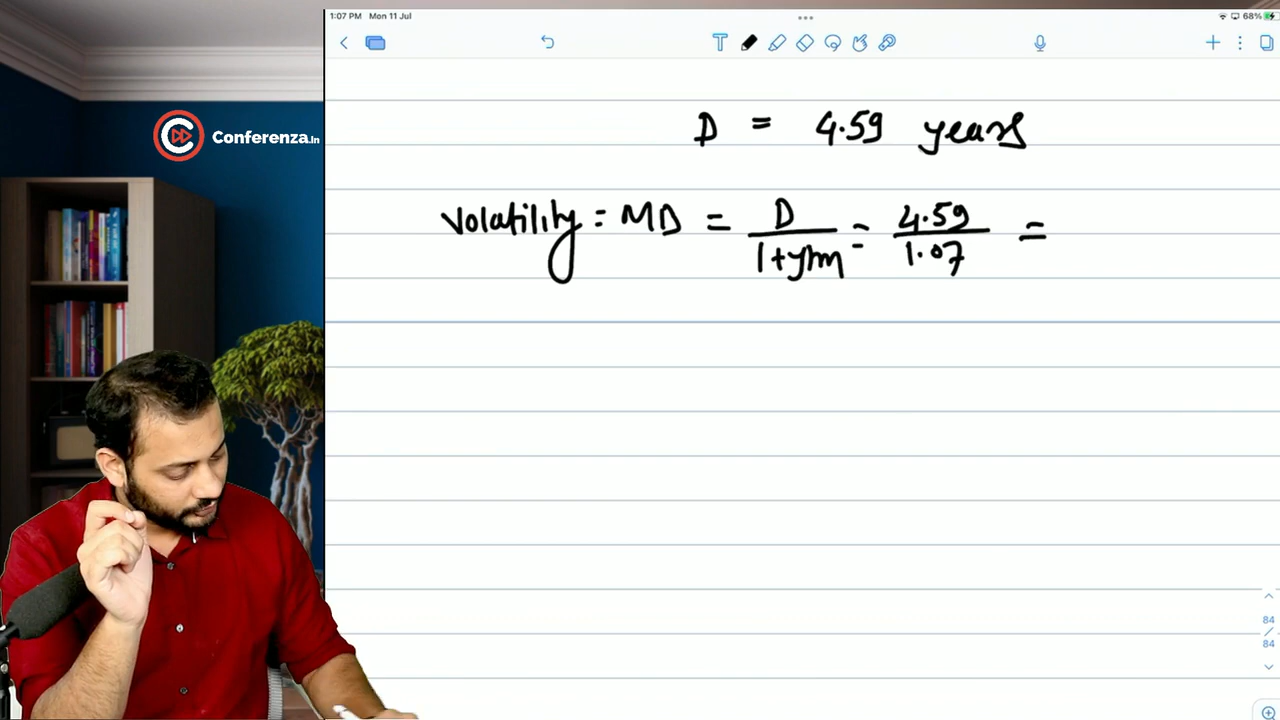 1:07 PM Mon 11 Jul
68%
Conferenza.in
D = 4.59 years
Volatility = MD = D / 1+ytm = 4.59 / 1.07 =
84
84